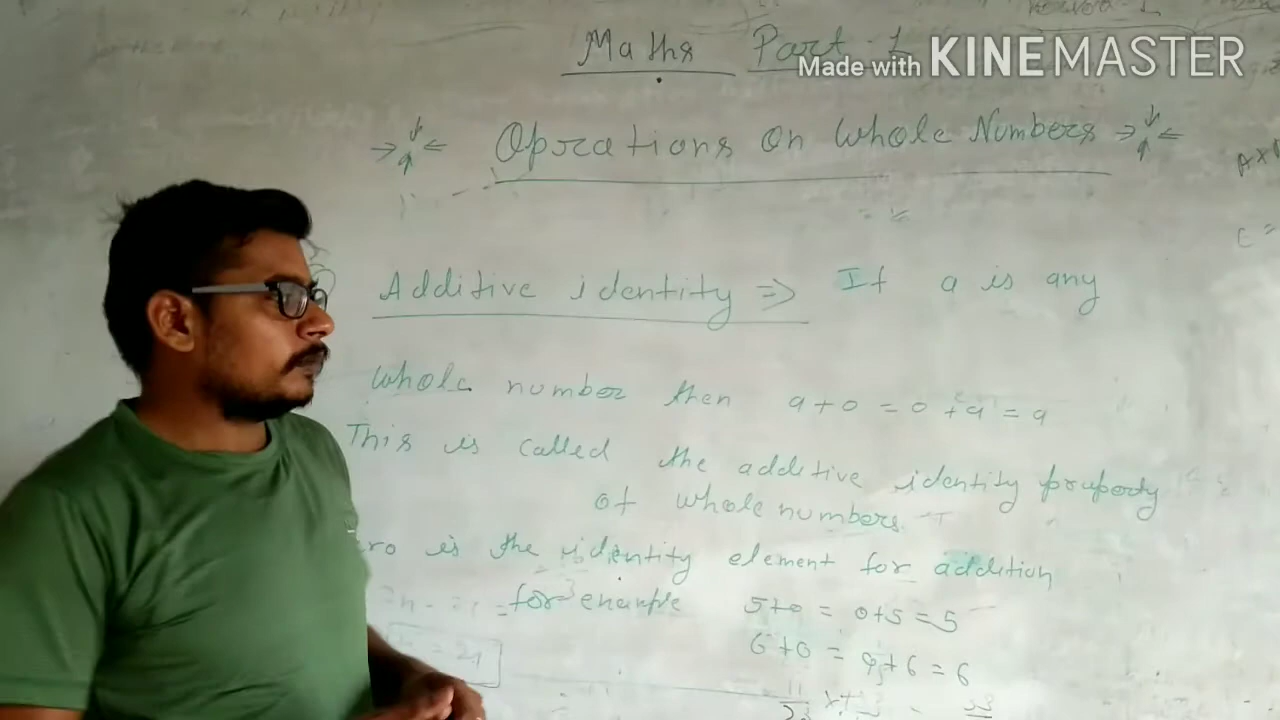 Maths Part-1
Made with KINEMASTER
Oprations on Whole Numbers
Additive identity ⇒ If a is any
Whole number then a+0 = 0+a = a
This is called the additive identity property
of whole numbers.
ro is the identity element for addition
for example 5+0 = 0+5 = 5
6+0 = 0+6 = 6